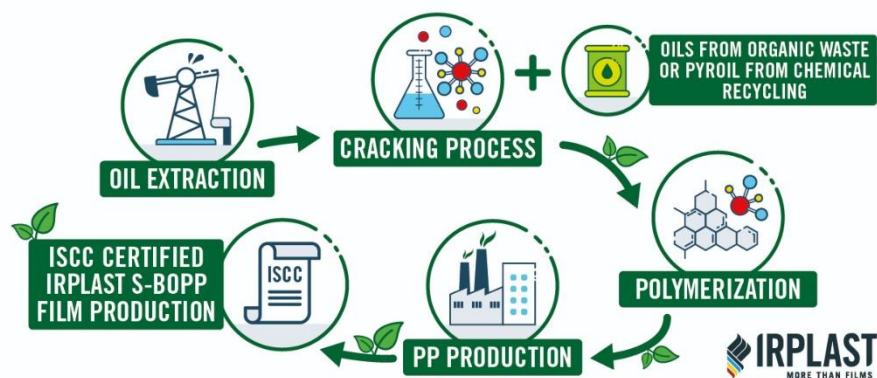 OIL EXTRACTION
CRACKING PROCESS
+
OILS FROM ORGANIC WASTE
OR PYROIL FROM CHEMICAL
RECYCLING
POLYMERIZATION
PP PRODUCTION
ISCC
ISCC CERTIFIED
IRPLAST S-BOPP
FILM PRODUCTION
IRPLAST
MORE THAN FILMS